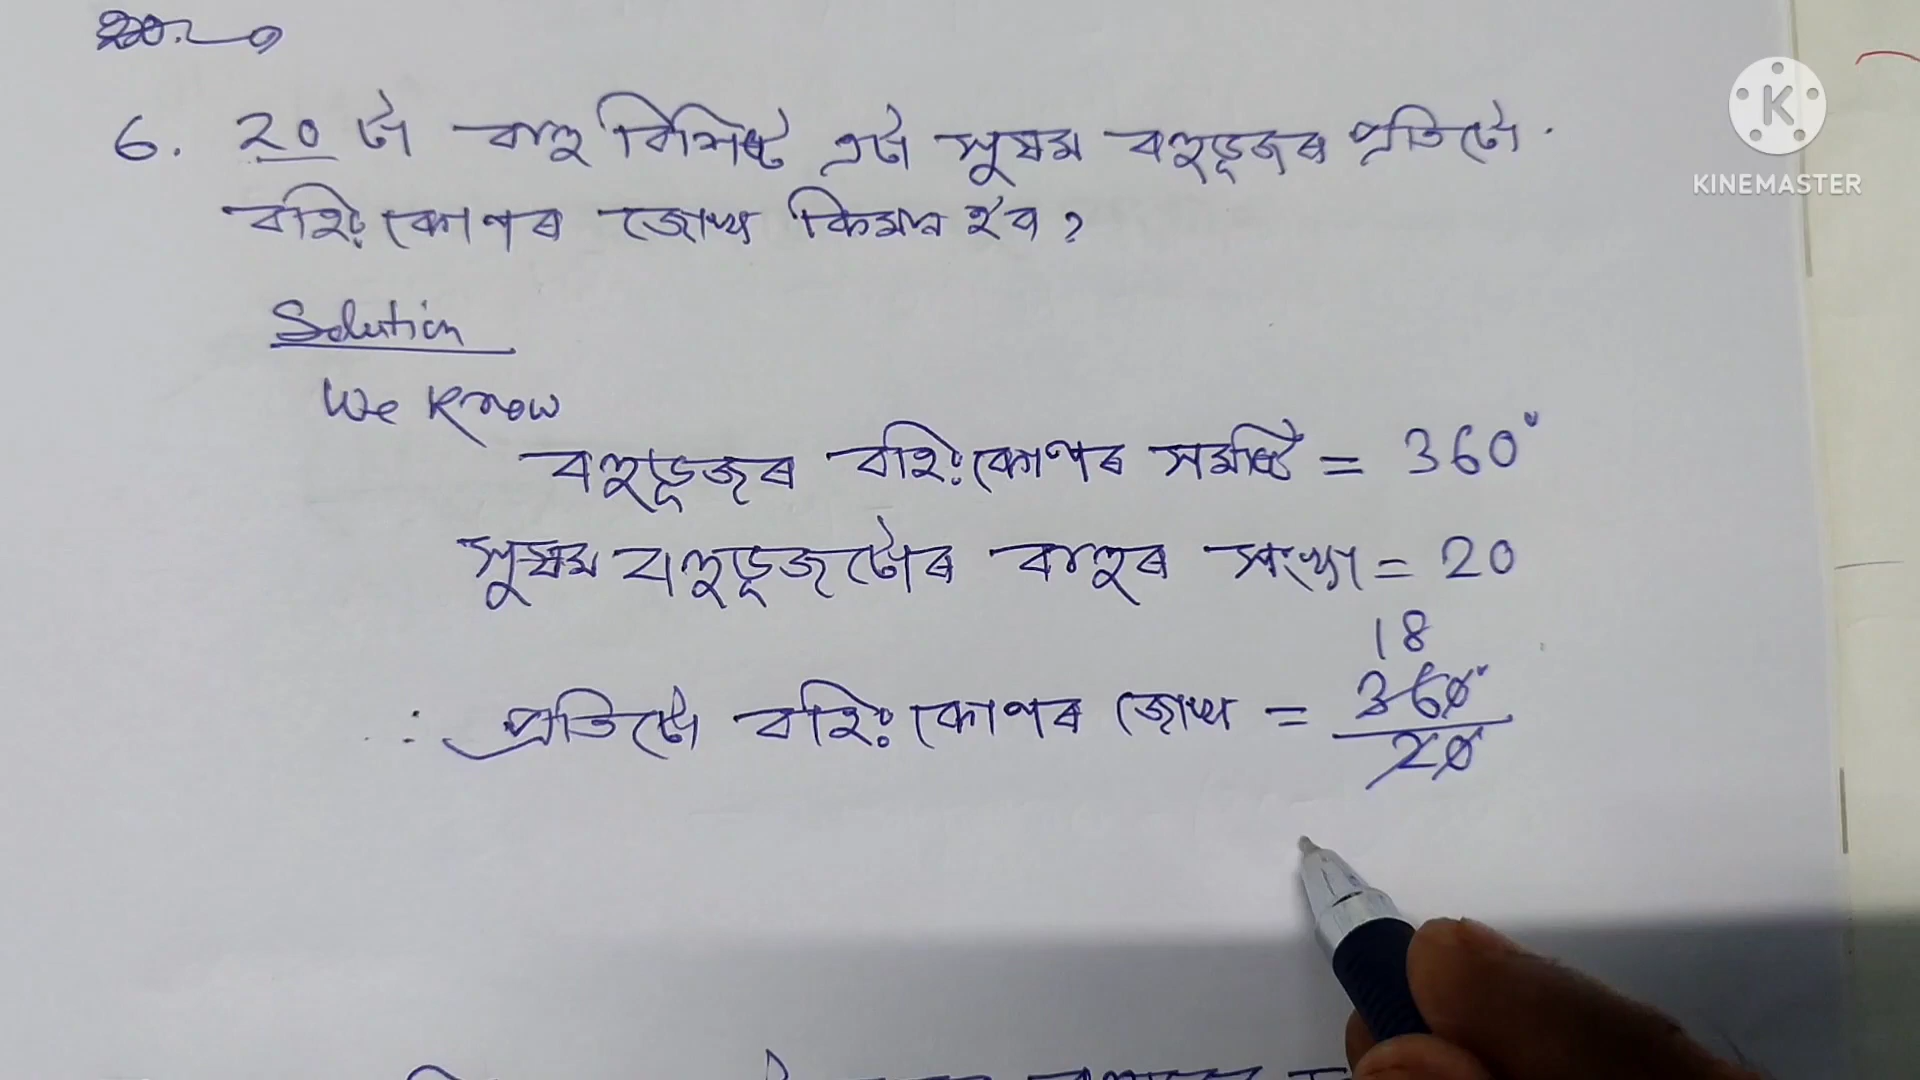 6. 20 টা বাহু বিশিষ্ট এটা সুষম বহুভূজৰ প্ৰতিটো
বহিঃকোণৰ জোখ কিমান হ'ব?
Solution
We Know
বহুভূজৰ বহিঃকোণৰ সমষ্টি = 360°
সুষম বহুভূজটোৰ বাহুৰ সংখ্যা = 20
18
∴ প্ৰতিটো বহিঃকোণৰ জোখ = 360°/20
KINEMASTER